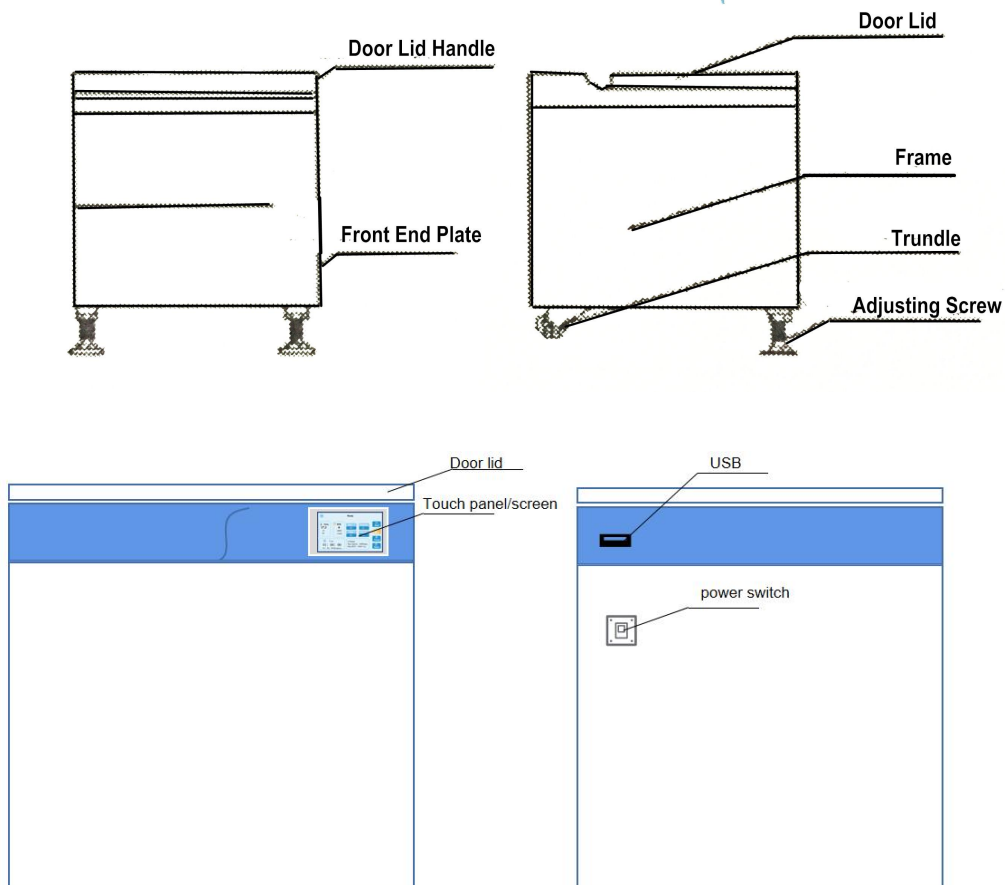 Door Lid
Door Lid Handle
Frame
Front End Plate
Trundle
Adjusting Screw
Door lid
USB
Touch panel/screen
power switch